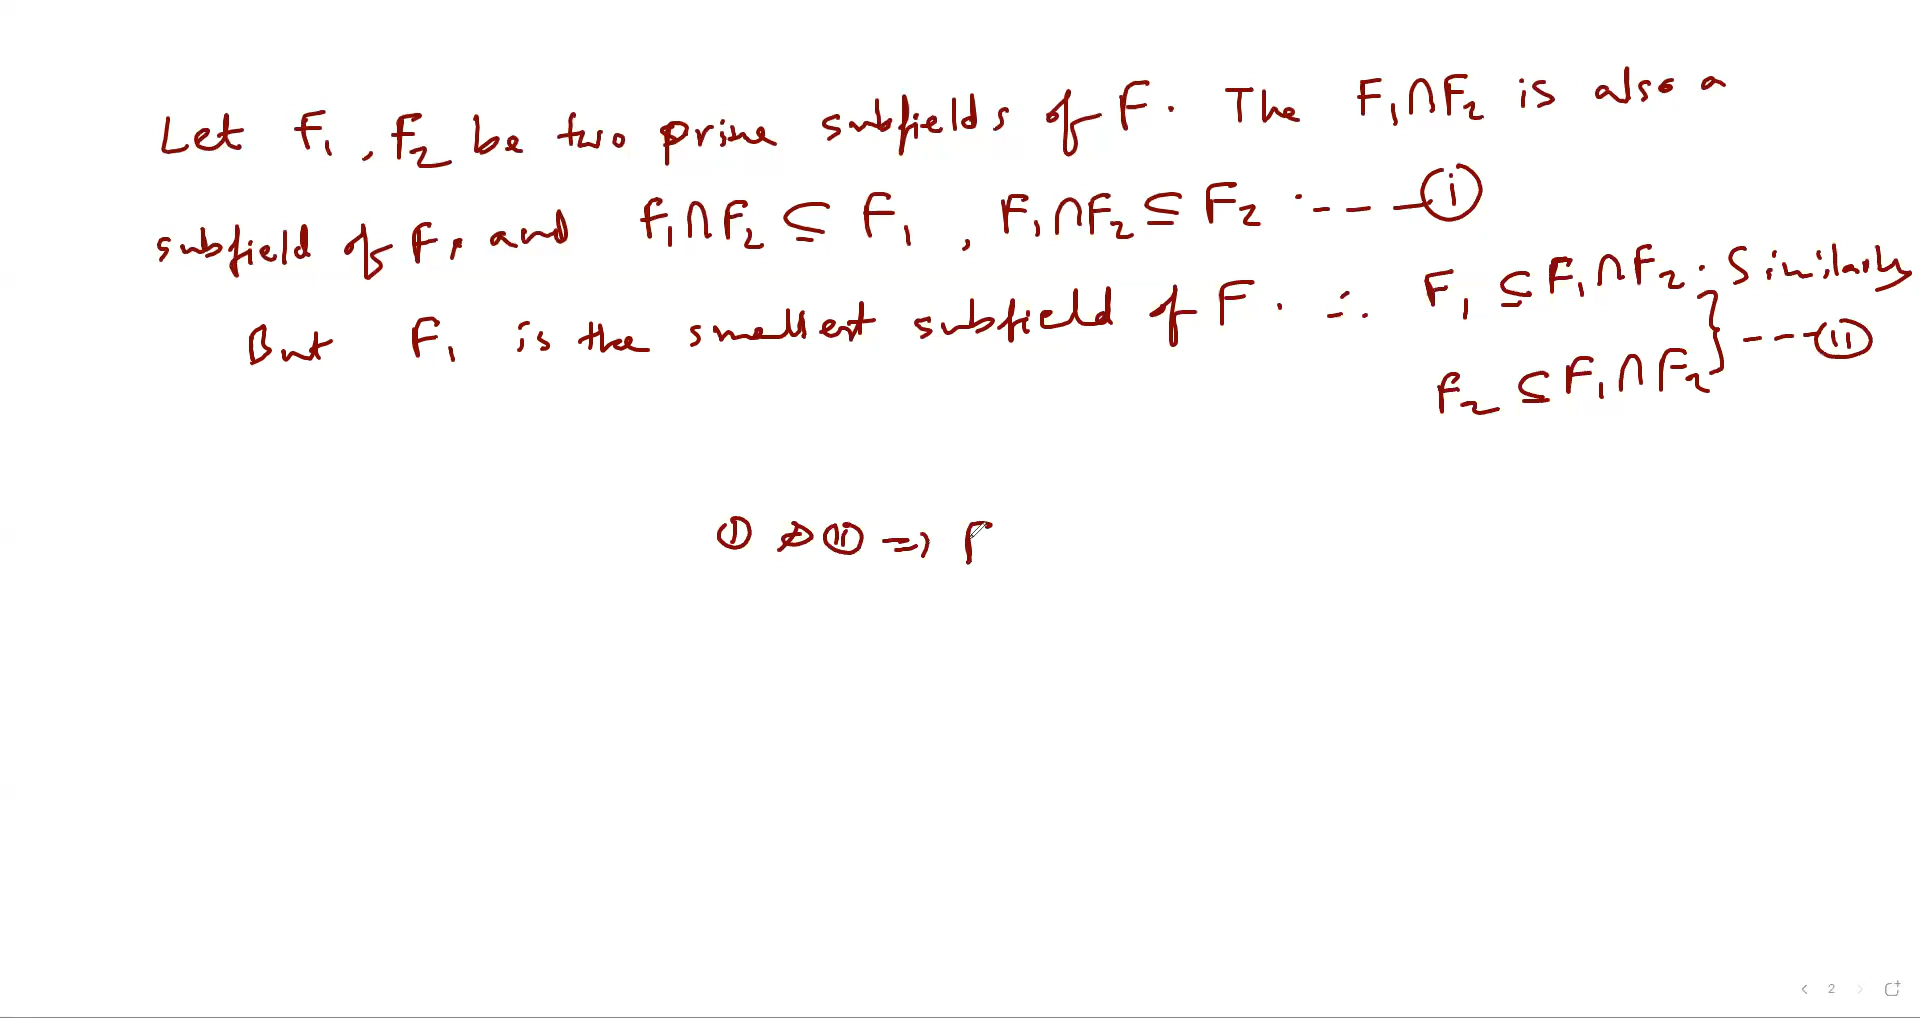 Let F₁, F₂ be two prime subfields of F. The F₁∩F₂ is also a
subfield of F, and F₁∩F₂ ⊆ F₁, F₁∩F₂ ⊆ F₂ ---- (i)
But F₁ is the smallest subfield of F. ∴ F₁ ⊆ F₁∩F₂. Similarly
F₂ ⊆ F₁∩F₂ } --- (ii)
(i) & (ii) ⇒ F
2